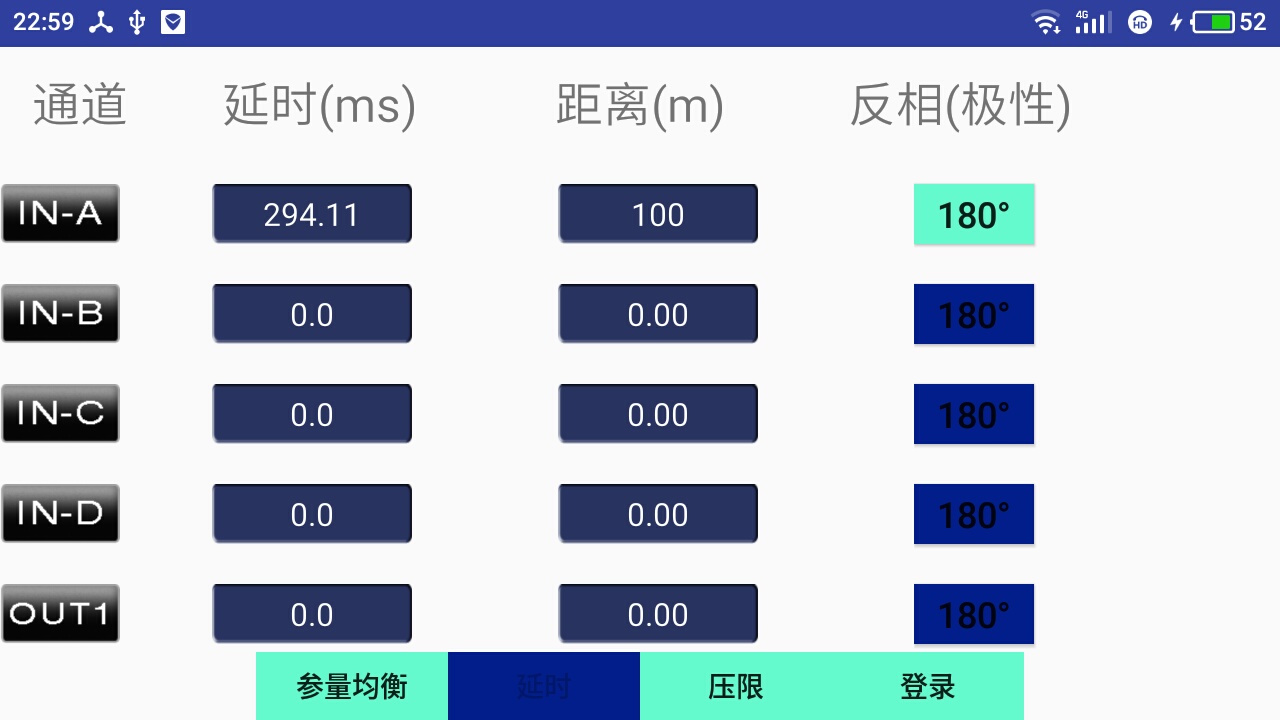 22:59 4G HD 52
通道 延时(ms) 距离(m) 反相(极性)
IN-A 294.11 100 180°
IN-B 0.0 0.00 180°
IN-C 0.0 0.00 180°
IN-D 0.0 0.00 180°
OUT1 0.0 0.00 180°
参量均衡 延时 压限 登录